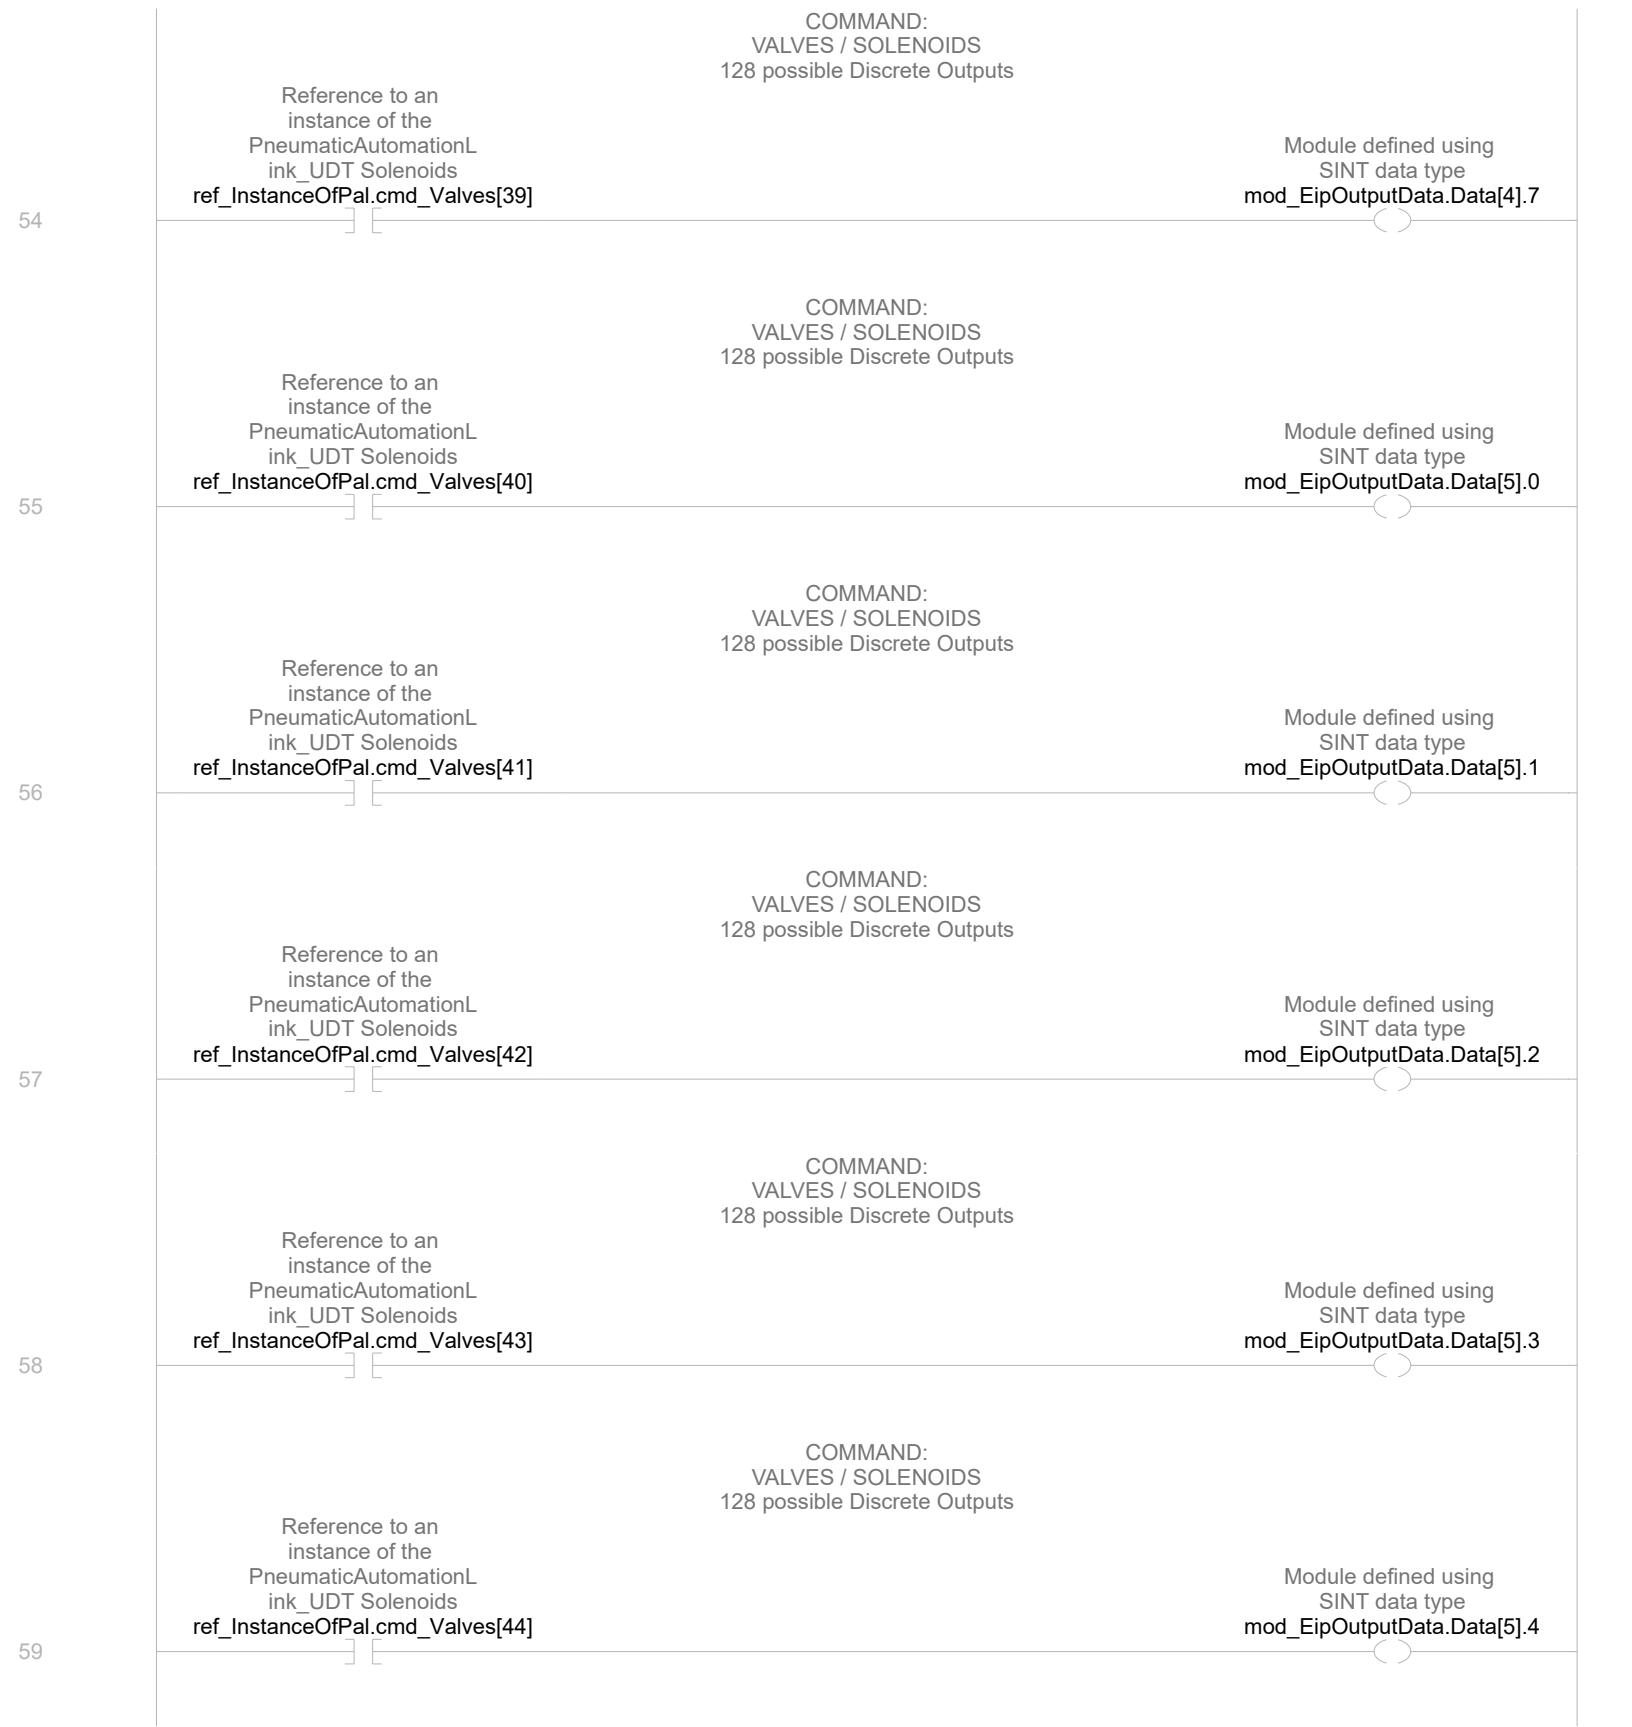 COMMAND:
VALVES / SOLENOIDS
128 possible Discrete Outputs
Reference to an
instance of the
PneumaticAutomationL
ink_UDT Solenoids
ref_InstanceOfPal.cmd_Valves[39]
Module defined using
SINT data type
mod_EipOutputData.Data[4].7
54
COMMAND:
VALVES / SOLENOIDS
128 possible Discrete Outputs
Reference to an
instance of the
PneumaticAutomationL
ink_UDT Solenoids
ref_InstanceOfPal.cmd_Valves[40]
Module defined using
SINT data type
mod_EipOutputData.Data[5].0
55
COMMAND:
VALVES / SOLENOIDS
128 possible Discrete Outputs
Reference to an
instance of the
PneumaticAutomationL
ink_UDT Solenoids
ref_InstanceOfPal.cmd_Valves[41]
Module defined using
SINT data type
mod_EipOutputData.Data[5].1
56
COMMAND:
VALVES / SOLENOIDS
128 possible Discrete Outputs
Reference to an
instance of the
PneumaticAutomationL
ink_UDT Solenoids
ref_InstanceOfPal.cmd_Valves[42]
Module defined using
SINT data type
mod_EipOutputData.Data[5].2
57
COMMAND:
VALVES / SOLENOIDS
128 possible Discrete Outputs
Reference to an
instance of the
PneumaticAutomationL
ink_UDT Solenoids
ref_InstanceOfPal.cmd_Valves[43]
Module defined using
SINT data type
mod_EipOutputData.Data[5].3
58
COMMAND:
VALVES / SOLENOIDS
128 possible Discrete Outputs
Reference to an
instance of the
PneumaticAutomationL
ink_UDT Solenoids
ref_InstanceOfPal.cmd_Valves[44]
Module defined using
SINT data type
mod_EipOutputData.Data[5].4
59